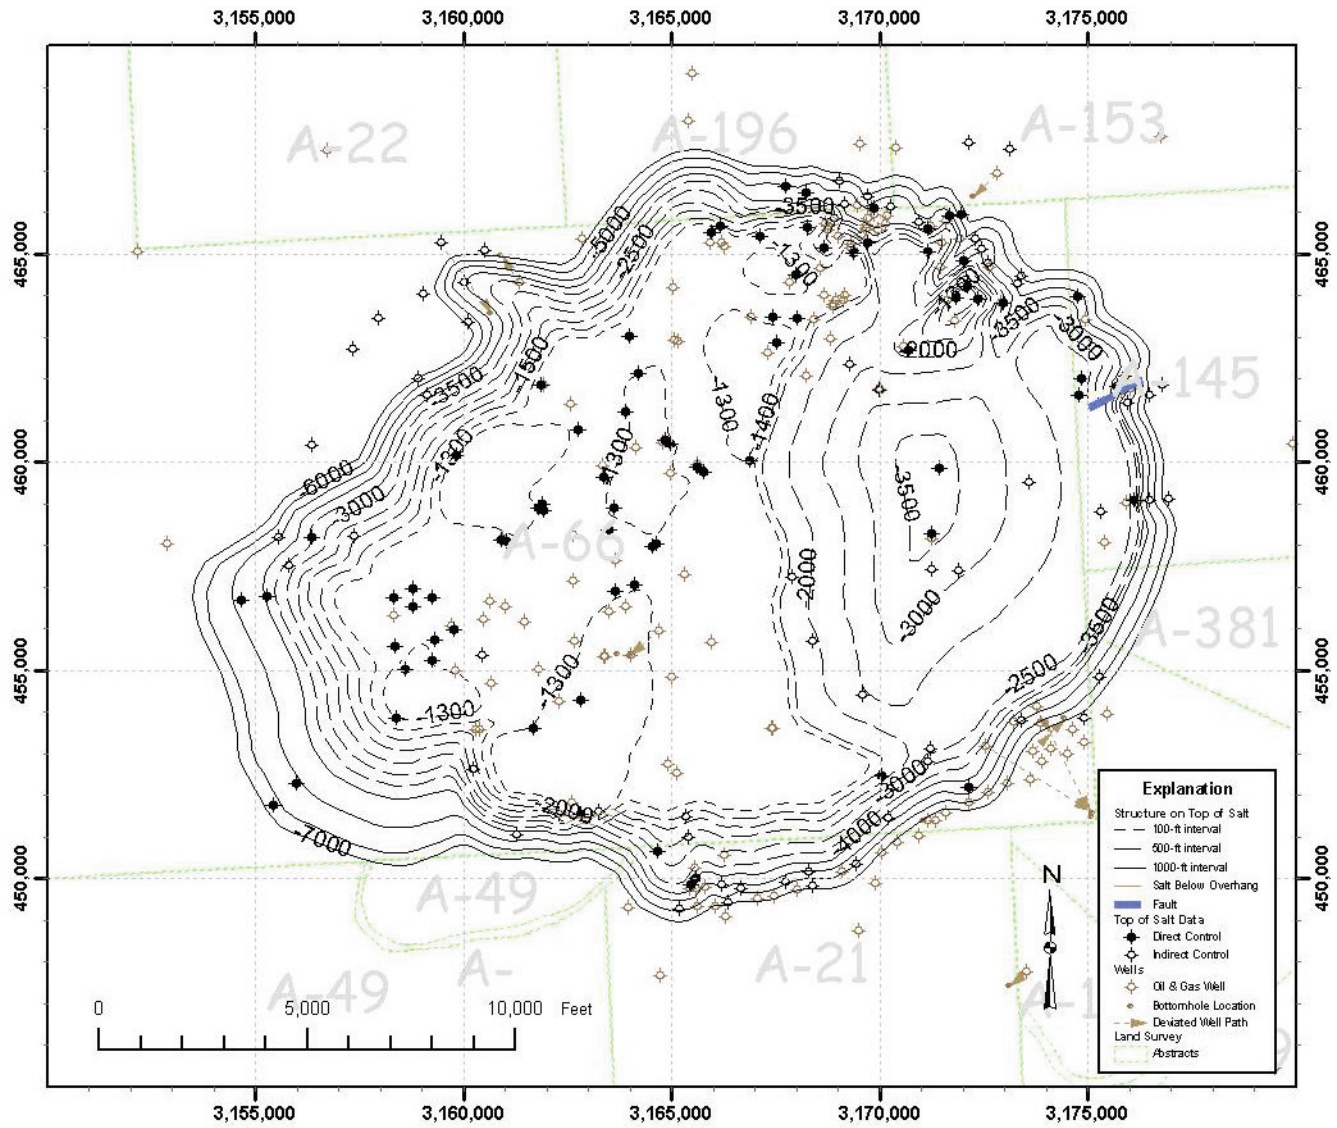 3,155,000 3,160,000 3,165,000 3,170,000 3,175,000
A-22 A-196 A-153
465,000 465,000
-5000 -2500 -3500 -1300 -1300 -3500 -3000
-2000
-1500 -3500 -1300 -1400 A-145
460,000 460,000
-1300 -1300 -3500
-6000 -3000
A-66
2000 -3000 -3500
A-381
455,000 455,000
-1300 -1300 -2500
-7000 -2000 -3000 -4000
450,000 450,000
A-49 A-21
A-49 A-
N
0 5,000 10,000 Feet
Explanation
Structure on Top of Salt
100-ft interval
500-ft interval
1000-ft interval
Salt Below Overhang
Fault
Top of Salt Data
Direct Control
Indirect Control
Wells
Oil & Gas Well
Bottomhole Location
Deviated Well Path
Land Survey
Abstracts
3,155,000 3,160,000 3,165,000 3,170,000 3,175,000